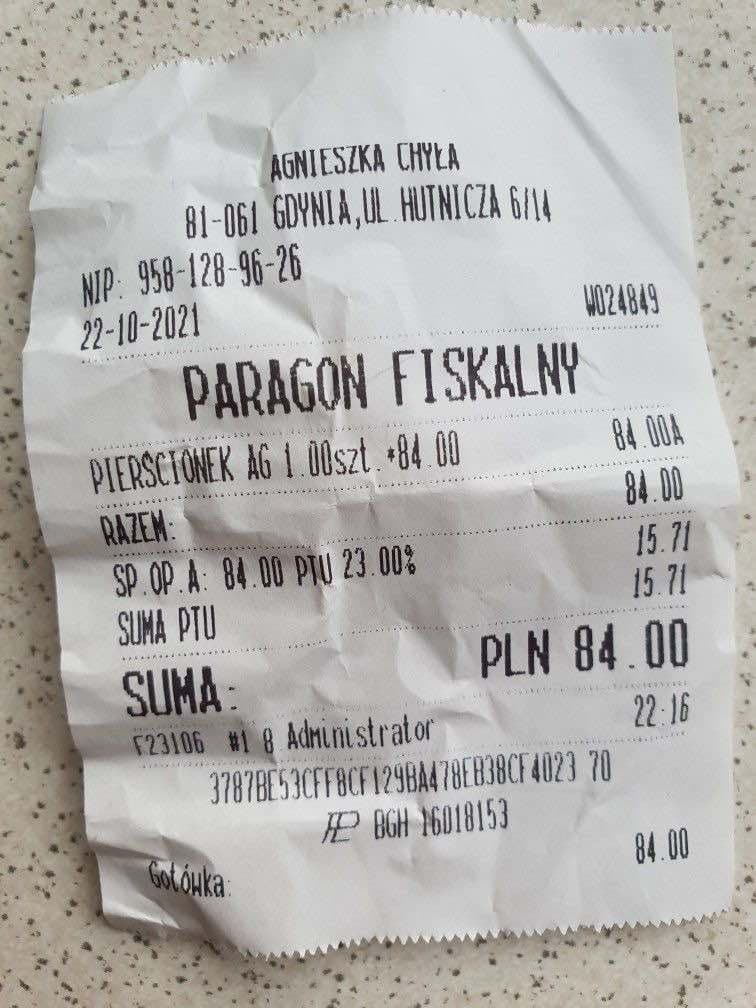 AGNIESZKA CHYŁA
81-061 GDYNIA,UL.HUTNICZA 6/14
NIP: 958-128-96-26
22-10-2021 W024849
PARAGON FISKALNY
PIERŚCIONEK AG 1.00szt.*84.00 84.00A
RAZEM: 84.00
SP.OP.A: 84.00 PTU 23.00% 15.71
SUMA PTU 15.71
SUMA: PLN 84.00
F23106 #1 8 Administrator 22:16
3787BE53CFF8CF129BA478EB38CF4023 70
BGH 16018153
Gotówka: 84.00